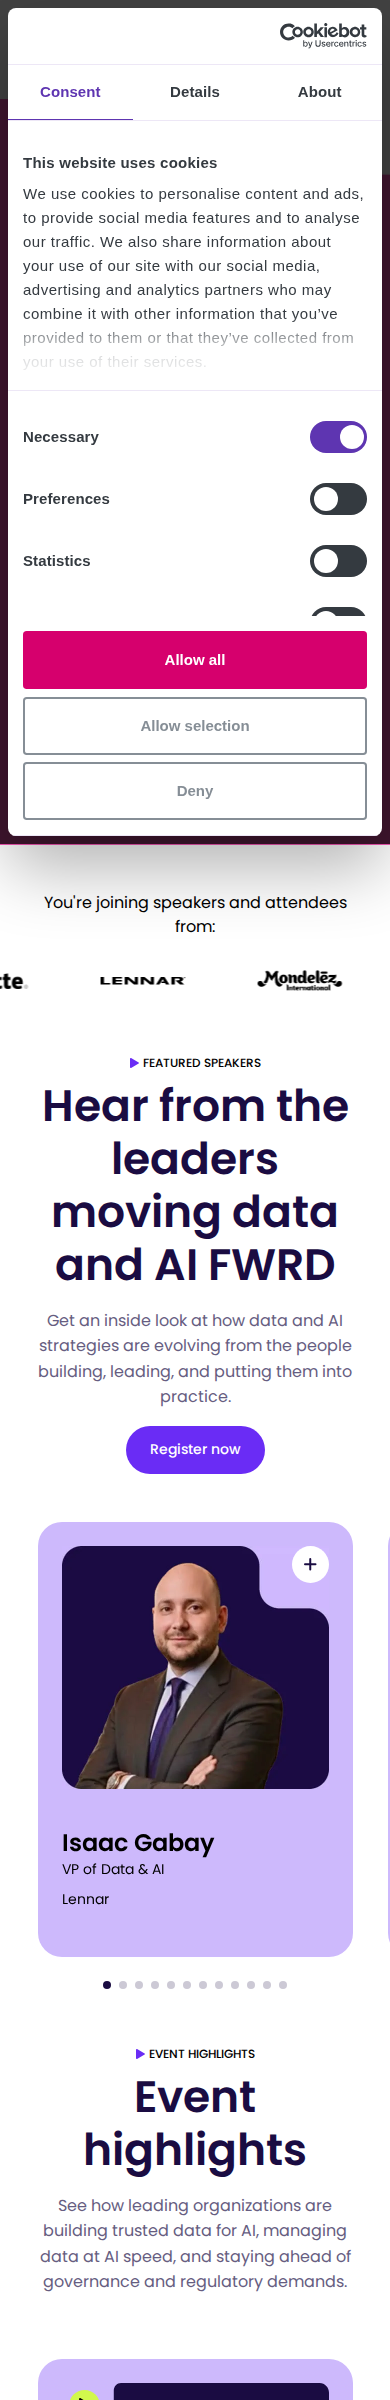 Cookiebot
by Usercentrics
Consent Details About
This website uses cookies
We use cookies to personalise content and ads,
to provide social media features and to analyse
our traffic. We also share information about
your use of our site with our social media,
advertising and analytics partners who may
combine it with other information that you've
provided to them or that they've collected from
your use of their services.
Necessary
Preferences
Statistics
Allow all
Allow selection
Deny
You're joining speakers and attendees
from:
LENNAR
Mondelēz
International
FEATURED SPEAKERS
Hear from the
leaders
moving data
and AI FWRD
Get an inside look at how data and AI
strategies are evolving from the people
building, leading, and putting them into
practice.
Register now
Isaac Gabay
VP of Data & AI
Lennar
EVENT HIGHLIGHTS
Event
highlights
See how leading organizations are
building trusted data for AI, managing
data at AI speed, and staying ahead of
governance and regulatory demands.